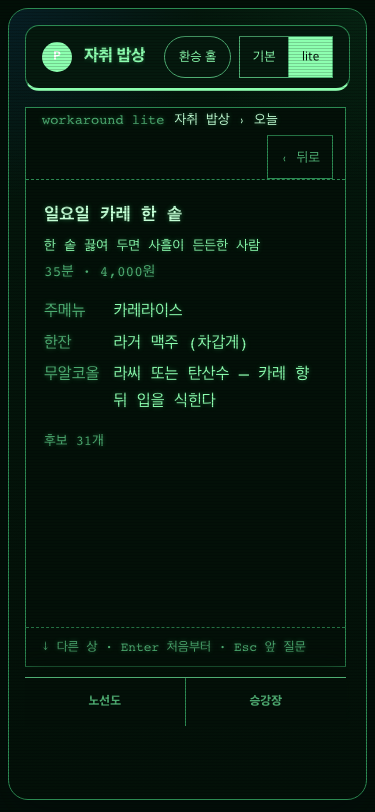 P 자취 밥상 환승 홀 기본 lite
workaround lite 자취 밥상 › 오늘
‹ 뒤로
일요일 카레 한 솥
한 솥 끓여 두면 사흘이 든든한 사람
35분 · 4,000원
주메뉴 카레라이스
한잔 라거 맥주 (차갑게)
무알코올 라씨 또는 탄산수 — 카레 향
뒤 입을 식힌다
후보 31개
↓ 다른 상 · Enter 처음부터 · Esc 앞 질문
노선도 승강장